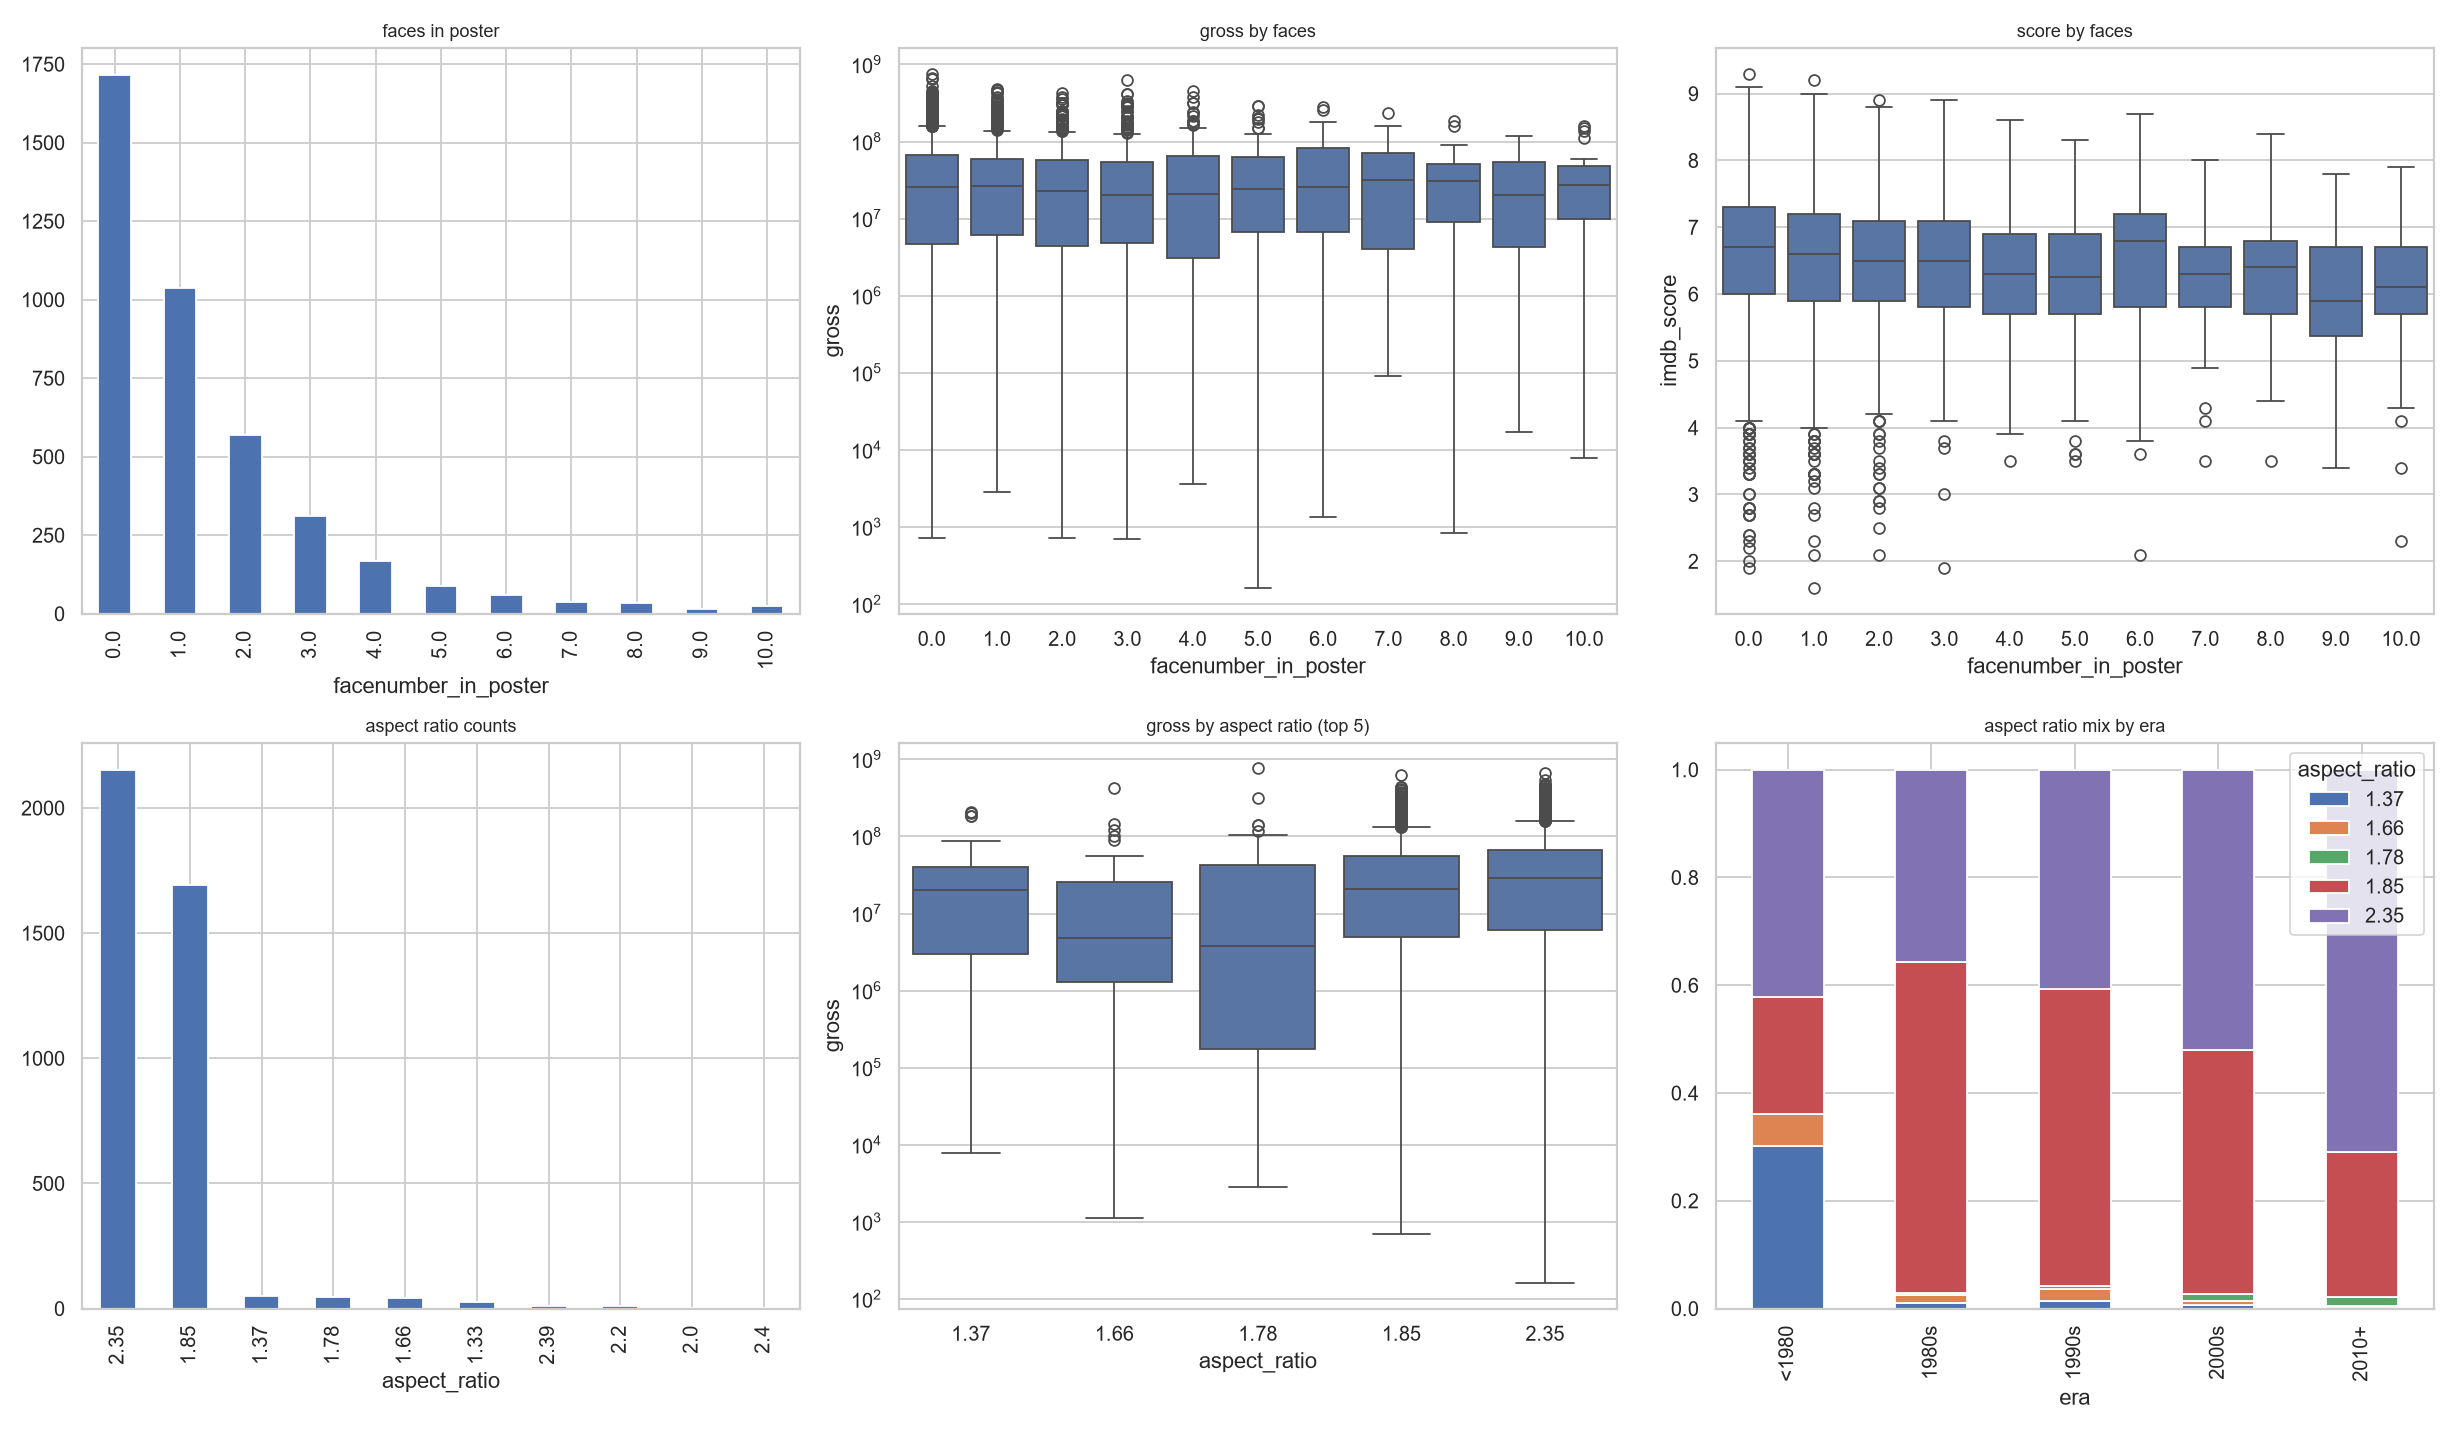 faces in poster
1750
1500
1250
1000
750
500
250
0
0.0 1.0 2.0 3.0 4.0 5.0 6.0 7.0 8.0 9.0 10.0
facenumber_in_poster
gross by faces
gross
10⁹
10⁸
10⁷
10⁶
10⁵
10⁴
10³
10²
0.0 1.0 2.0 3.0 4.0 5.0 6.0 7.0 8.0 9.0 10.0
facenumber_in_poster
score by faces
imdb_score
9
8
7
6
5
4
3
2
0.0 1.0 2.0 3.0 4.0 5.0 6.0 7.0 8.0 9.0 10.0
facenumber_in_poster
aspect ratio counts
2000
1500
1000
500
0
2.35 1.85 1.37 1.78 1.66 1.33 2.39 2.2 2.0 2.4
aspect_ratio
gross by aspect ratio (top 5)
gross
10⁹
10⁸
10⁷
10⁶
10⁵
10⁴
10³
10²
1.37 1.66 1.78 1.85 2.35
aspect_ratio
aspect ratio mix by era
1.0
0.8
0.6
0.4
0.2
0.0
aspect_ratio
1.37
1.66
1.78
1.85
2.35
<1980 1980s 1990s 2000s 2010+
era